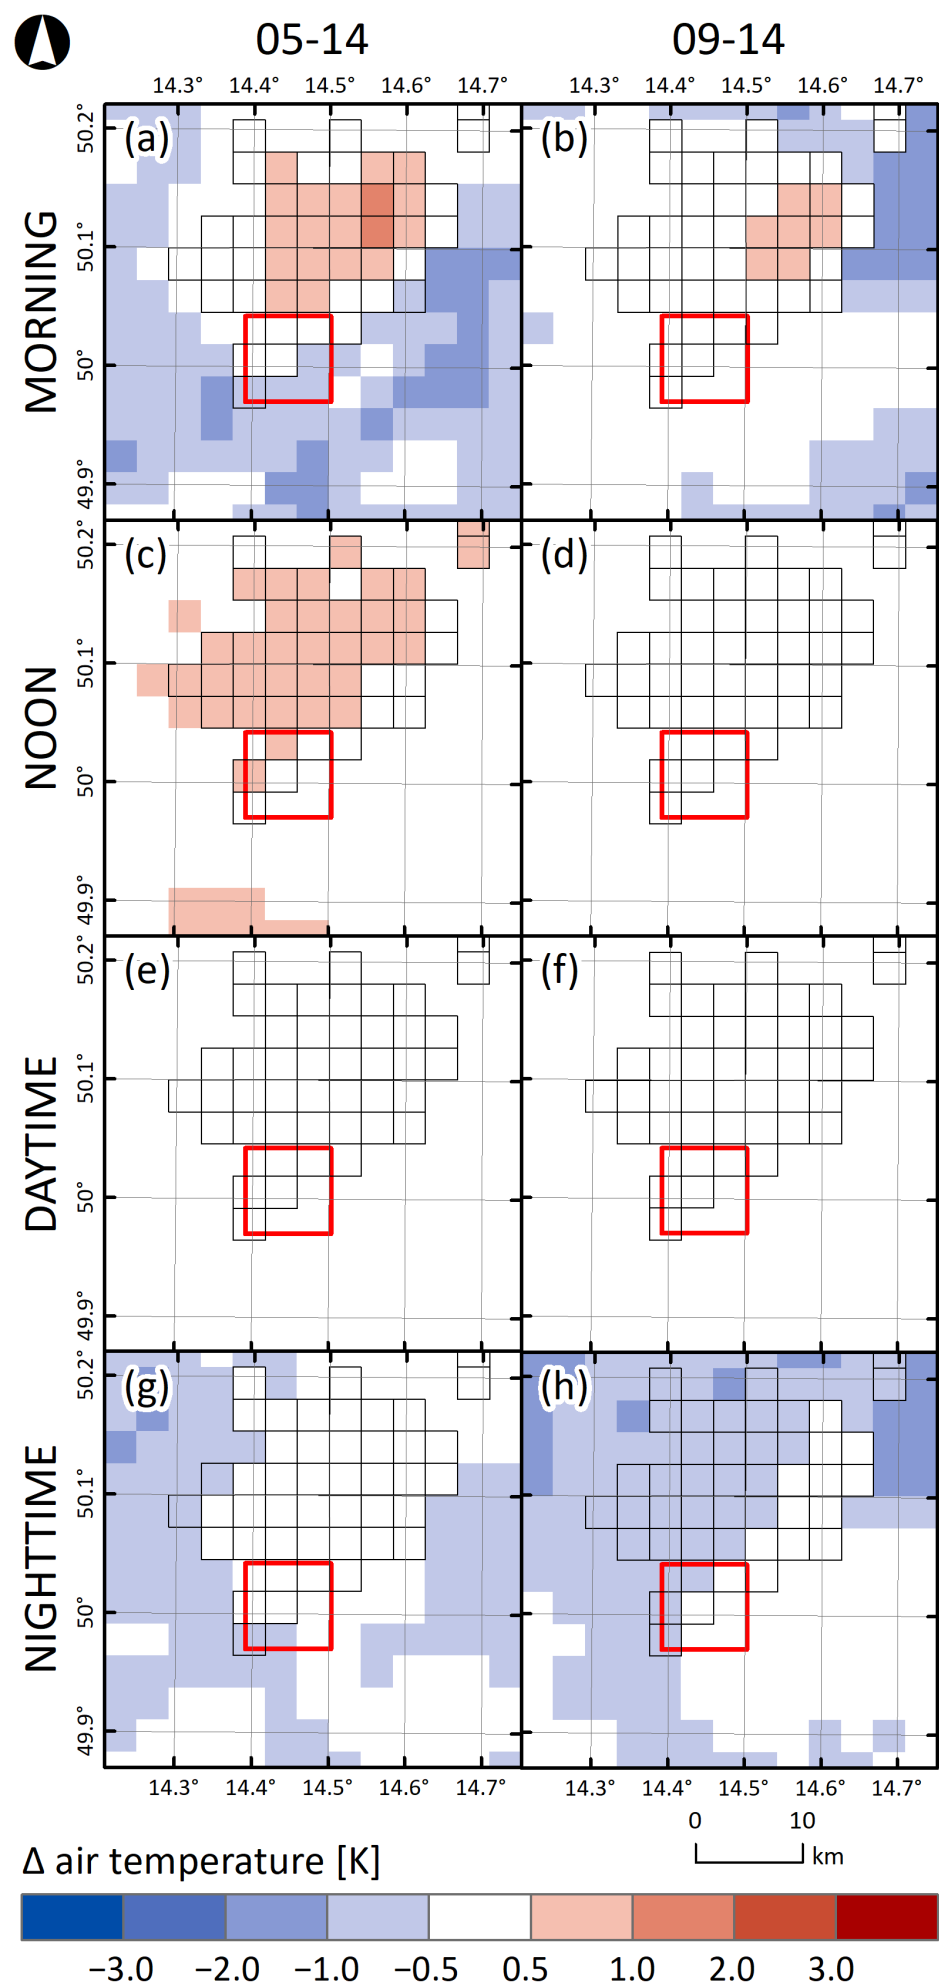 05-14 09-14
14.3° 14.4° 14.5° 14.6° 14.7° 14.3° 14.4° 14.5° 14.6° 14.7°
MORNING
50.2° 50.1° 50° 49.9°
(a) (b)
NOON
50.2° 50.1° 50° 49.9°
(c) (d)
DAYTIME
50.2° 50.1° 50° 49.9°
(e) (f)
NIGHTTIME
50.2° 50.1° 50° 49.9°
(g) (h)
14.3° 14.4° 14.5° 14.6° 14.7° 14.3° 14.4° 14.5° 14.6° 14.7°
0 10
km
Δ air temperature [K]
−3.0 −2.0 −1.0 −0.5 0.5 1.0 2.0 3.0